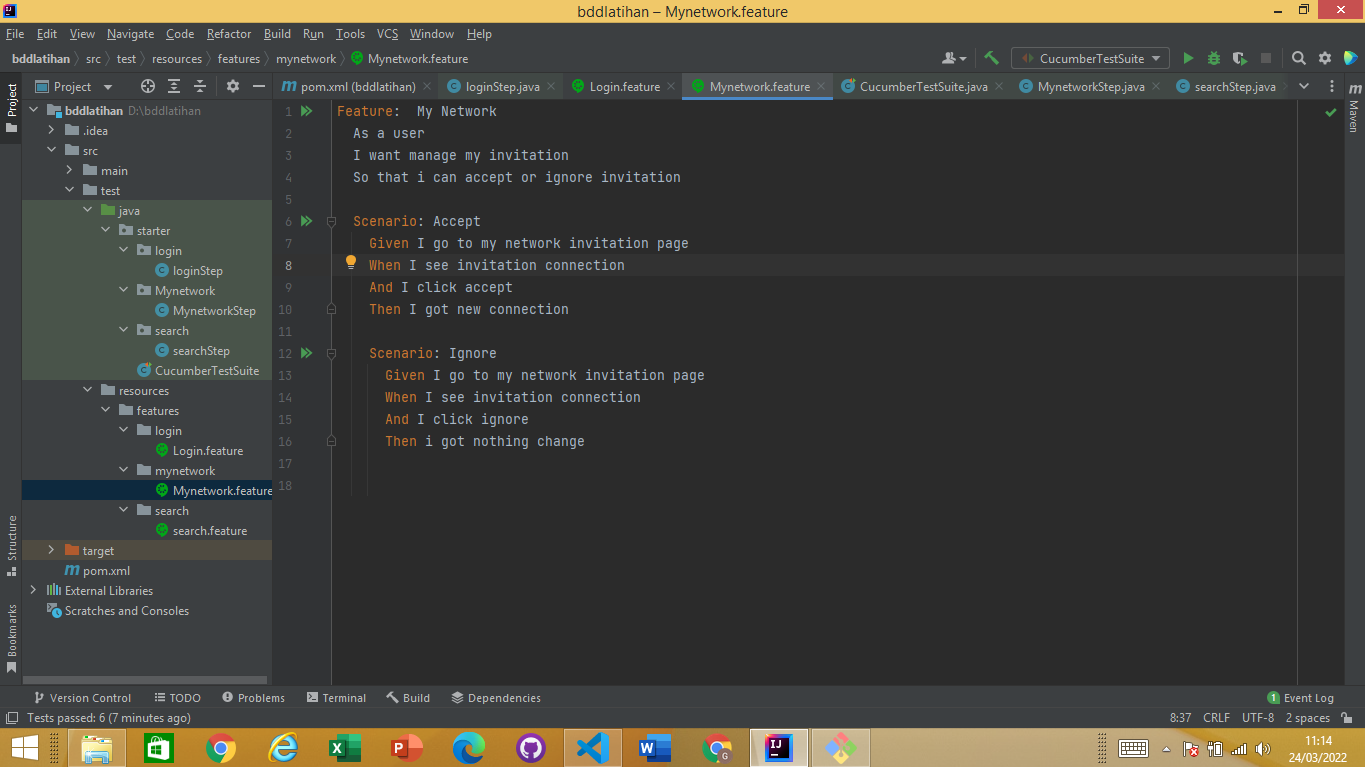 bddlatihan – Mynetwork.feature
File Edit View Navigate Code Refactor Build Run Tools VCS Window Help
bddlatihan src test resources features mynetwork Mynetwork.feature CucumberTestSuite
Project
pom.xml (bddlatihan) loginStep.java Login.feature Mynetwork.feature CucumberTestSuite.java MynetworkStep.java searchStep.java
Project
Structure
Bookmarks
bddlatihan D:\bddlatihan
.idea
src
main
test
java
starter
login
loginStep
Mynetwork
MynetworkStep
search
searchStep
CucumberTestSuite
resources
features
login
Login.feature
mynetwork
Mynetwork.feature
search
search.feature
target
pom.xml
External Libraries
Scratches and Consoles
1 Feature:  My Network
2 As a user
3 I want manage my invitation
4 So that i can accept or ignore invitation
5
6 Scenario: Accept
7 Given I go to my network invitation page
8 When I see invitation connection
9 And I click accept
10 Then I got new connection
11
12 Scenario: Ignore
13 Given I go to my network invitation page
14 When I see invitation connection
15 And I click ignore
16 Then i got nothing change
17
18
Maven
Version Control TODO Problems Terminal Build Dependencies 1 Event Log
Tests passed: 6 (7 minutes ago) 8:37 CRLF UTF-8 2 spaces
11:14
24/03/2022